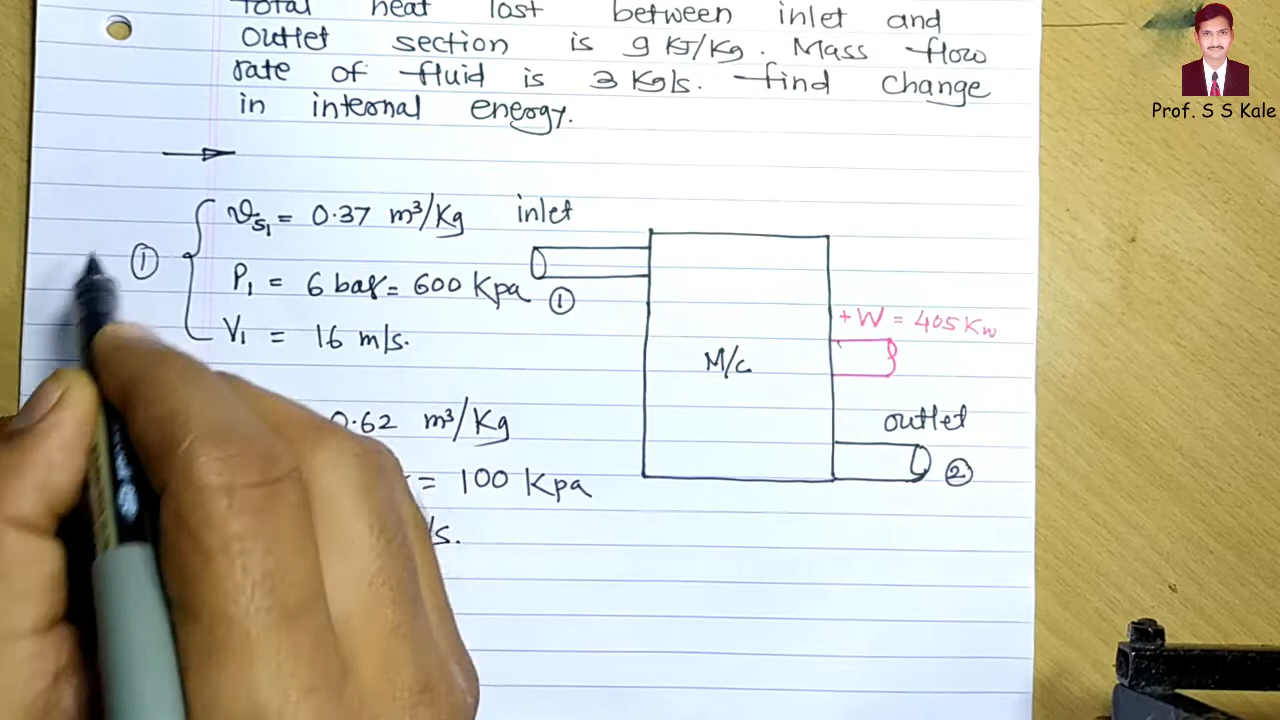 total heat lost between inlet and
outlet section is 9 KJ/Kg. Mass flow
rate of fluid is 3 Kg/s. find change
in internal energy.
Prof. S S Kale
① 𝒗s₁ = 0.37 m³/Kg
P₁ = 6 bar = 600 Kpa
V₁ = 16 m/s.
inlet
①
M/c
+W = 405 Kw
outlet
②
0.62 m³/Kg
= 100 Kpa
/s.